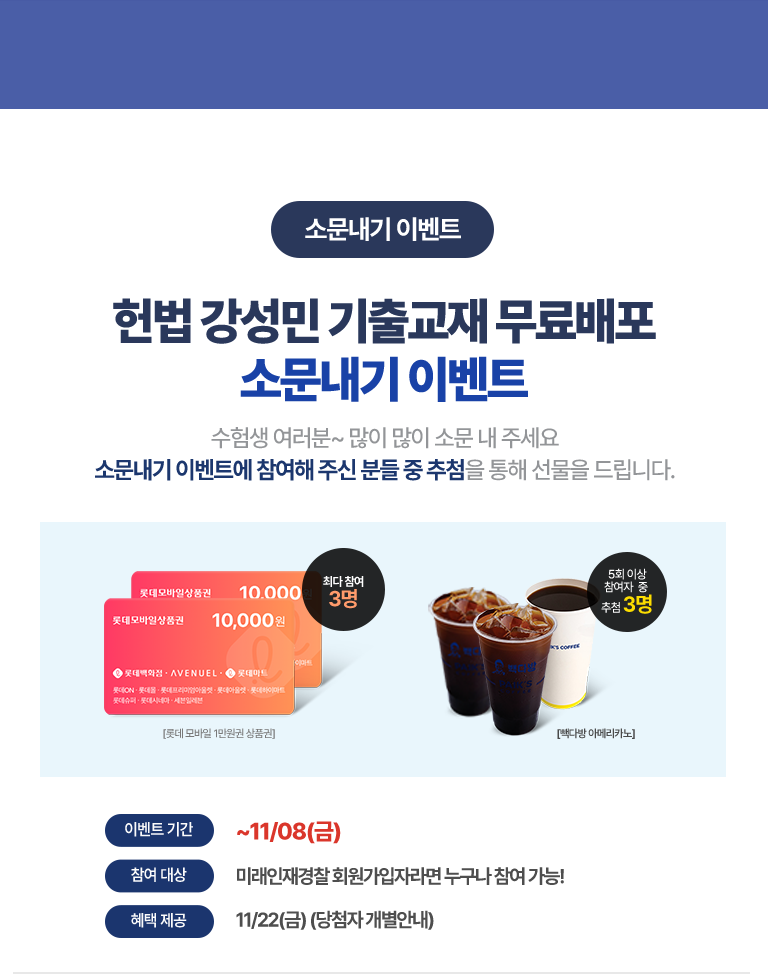 소문내기 이벤트
헌법 강성민 기출교재 무료배포
소문내기 이벤트
수험생 여러분~ 많이 많이 소문 내 주세요
소문내기 이벤트에 참여해 주신 분들 중 추첨을 통해 선물을 드립니다.
롯데모바일상품권 10,000
최다 참여
3명
롯데모바일상품권 10,000원
롯데백화점 · AVENUEL · 롯데마트
롯데ON · 롯데몰 · 롯데프리미엄아울렛 · 롯데아울렛 · 롯데하이마트
롯데슈퍼 · 롯데시네마 · 세븐일레븐
이마트
[롯데 모바일 1만원권 상품권]
5회 이상
참여자 중
추첨 3명
K'S COFFEE
[빽다방 아메리카노]
이벤트 기간 ~11/08(금)
참여 대상 미래인재경찰 회원가입자라면 누구나 참여 가능!
혜택 제공 11/22(금) (당첨자 개별안내)